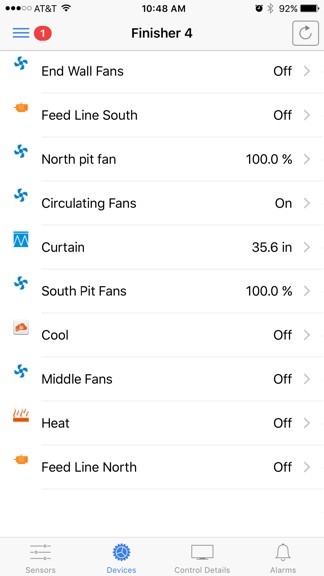 AT&T 10:48 AM 92%
1 Finisher 4
End Wall Fans Off
Feed Line South Off
North pit fan 100.0 %
Circulating Fans On
Curtain 35.6 in
South Pit Fans 100.0 %
Cool Off
Middle Fans Off
Heat Off
Feed Line North Off
Sensors Devices Control Details Alarms